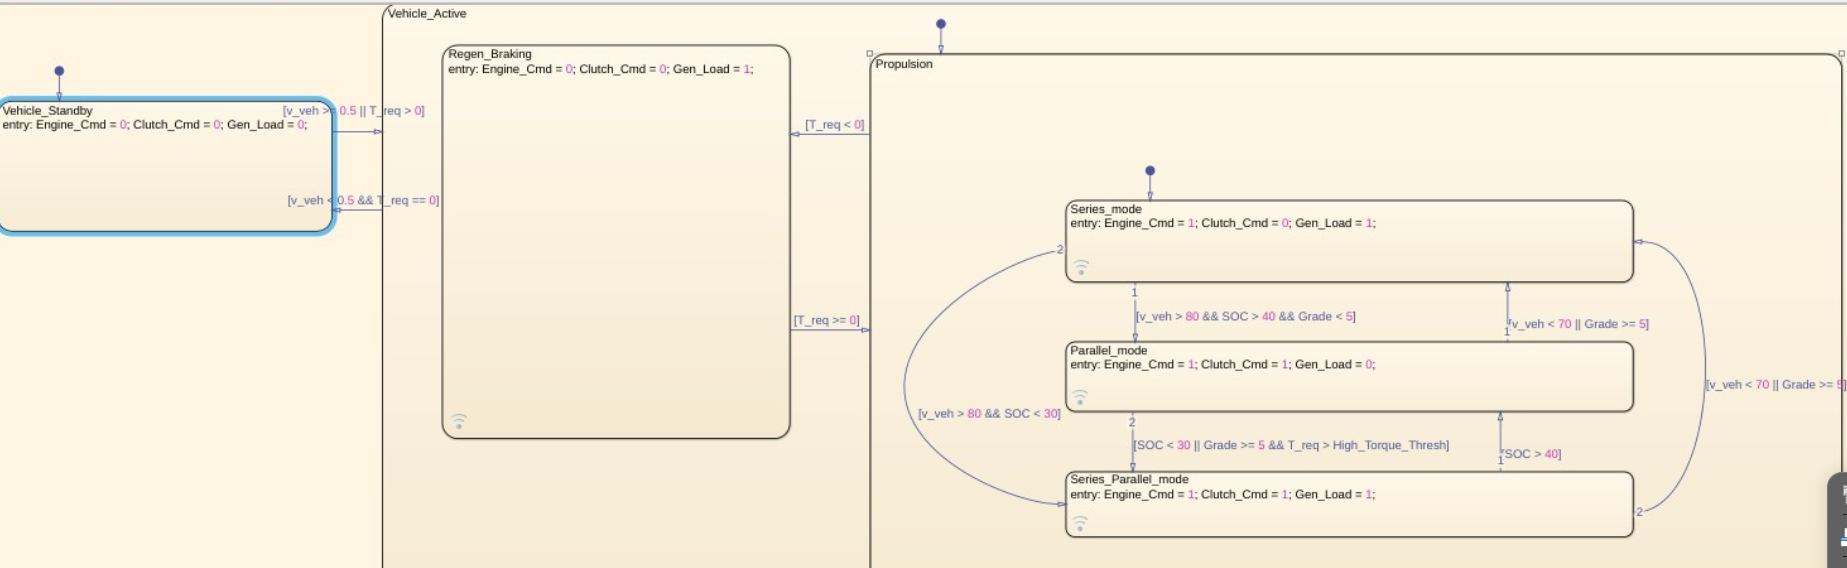 Vehicle_Active
Regen_Braking
entry: Engine_Cmd = 0; Clutch_Cmd = 0; Gen_Load = 1;
Propulsion
Vehicle_Standby
entry: Engine_Cmd = 0; Clutch_Cmd = 0; Gen_Load = 0;
[v_veh >= 0.5 || T_req > 0]
[v_veh < 0.5 && T_req == 0]
[T_req < 0]
[T_req >= 0]
Series_mode
entry: Engine_Cmd = 1; Clutch_Cmd = 0; Gen_Load = 1;
2
1
[v_veh > 80 && SOC > 40 && Grade < 5]
[v_veh < 70 || Grade >= 5]
1
Parallel_mode
entry: Engine_Cmd = 1; Clutch_Cmd = 1; Gen_Load = 0;
[v_veh < 70 || Grade >= 5]
[v_veh > 80 && SOC < 30]
2
[SOC < 30 || Grade >= 5 && T_req > High_Torque_Thresh]
[SOC > 40]
1
Series_Parallel_mode
entry: Engine_Cmd = 1; Clutch_Cmd = 1; Gen_Load = 1;
2